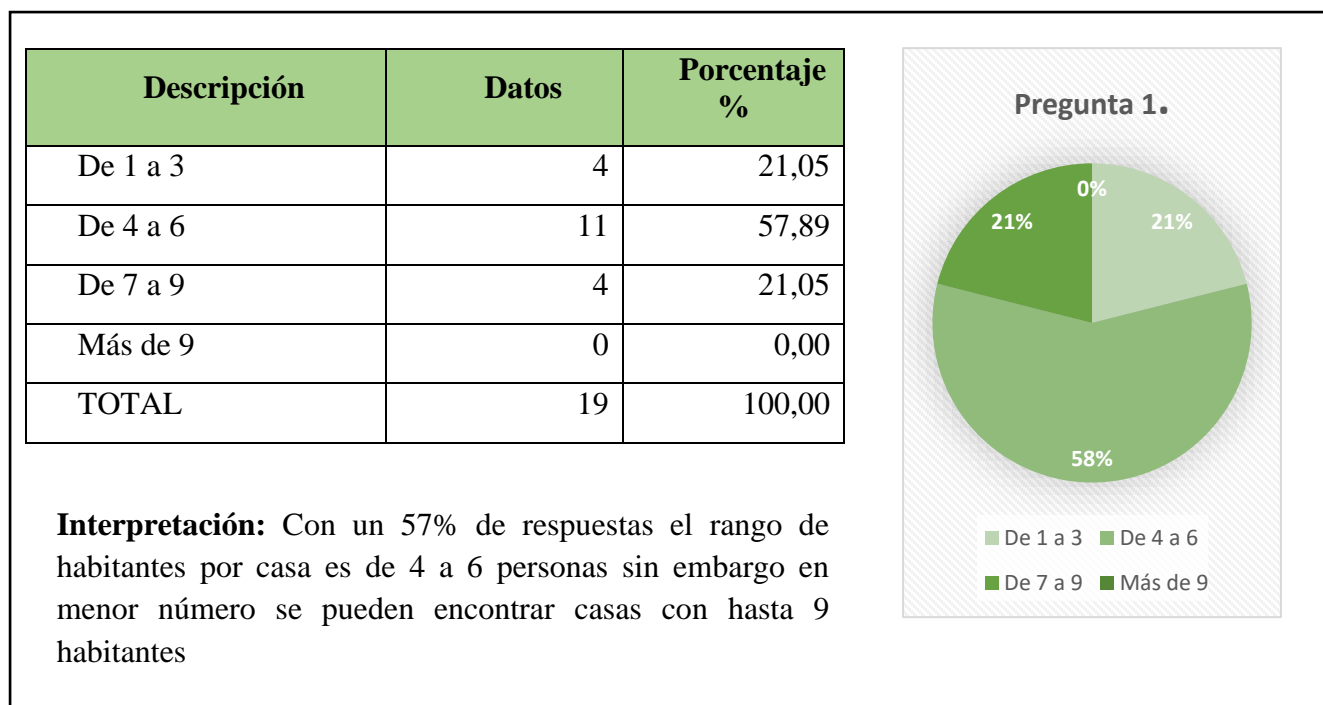 Descripción Datos Porcentaje
%
De 1 a 3 4 21,05
De 4 a 6 11 57,89
De 7 a 9 4 21,05
Más de 9 0 0,00
TOTAL 19 100,00
Interpretación: Con un 57% de respuestas el rango de
habitantes por casa es de 4 a 6 personas sin embargo en
menor número se pueden encontrar casas con hasta 9
habitantes
Pregunta 1.
0%
21% 21%
58%
De 1 a 3 De 4 a 6
De 7 a 9 Más de 9